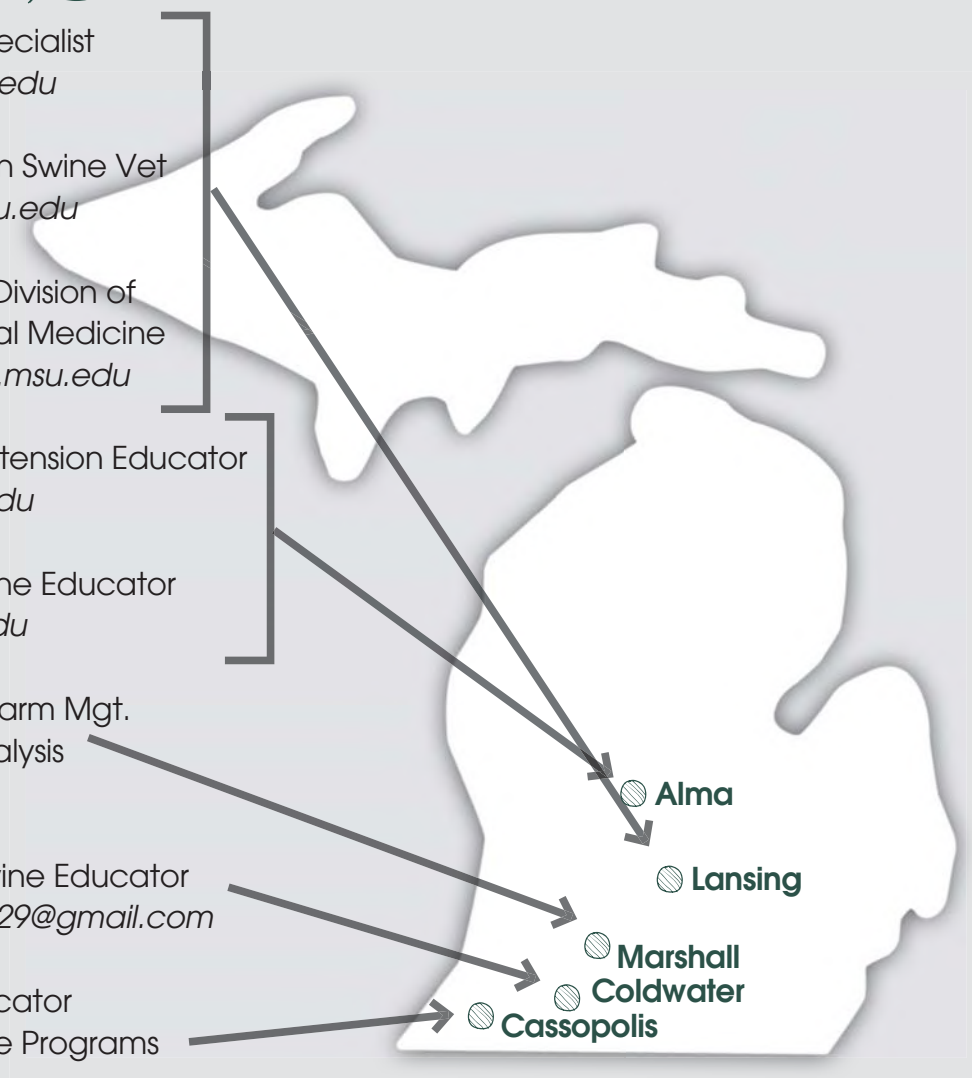 ecialist
edu
n Swine Vet
u.edu
Division of
al Medicine
.msu.edu
tension Educator
du
ne Educator
du
arm Mgt.
alysis
Alma
Lansing
ine Educator
29@gmail.com
Marshall
Coldwater
cator
Cassopolis
e Programs